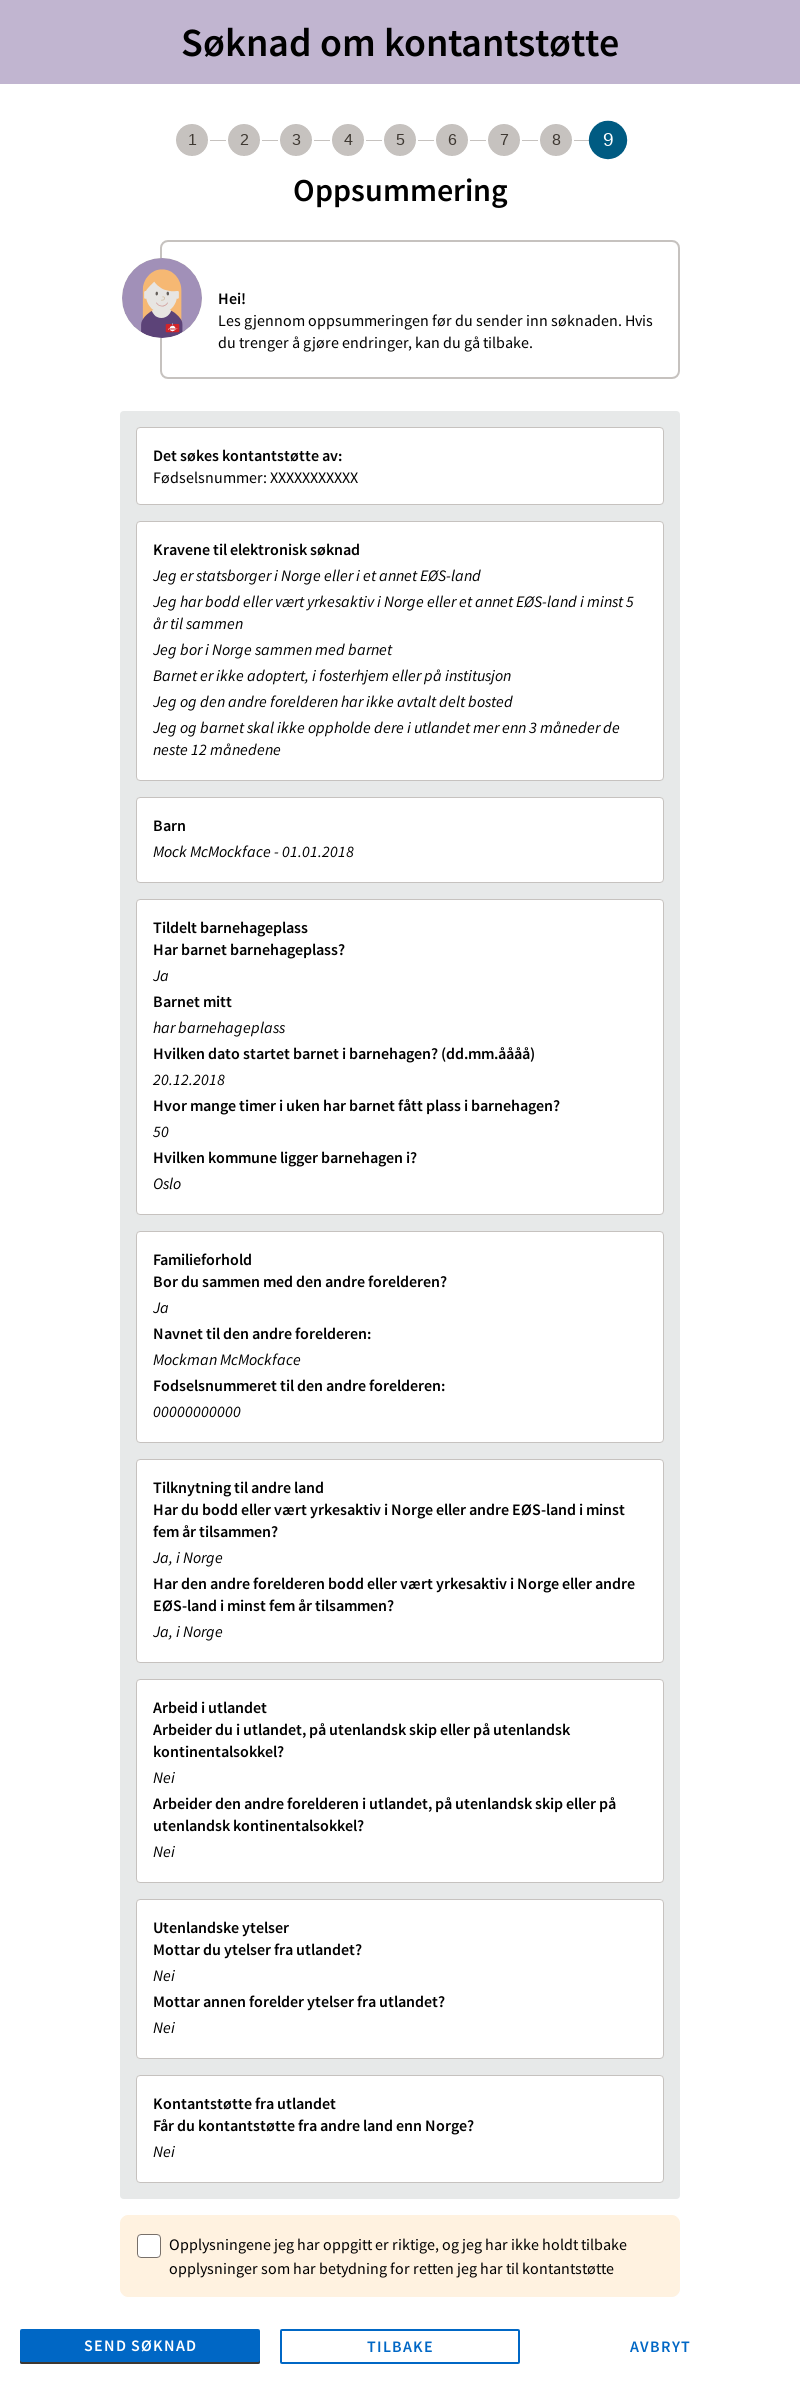 Søknad om kontantstøtte
1 2 3 4 5 6 7 8 9
Oppsummering
Hei!
Les gjennom oppsummeringen før du sender inn søknaden. Hvis
du trenger å gjøre endringer, kan du gå tilbake.
Det søkes kontantstøtte av:
Fødselsnummer: XXXXXXXXXXX
Kravene til elektronisk søknad
Jeg er statsborger i Norge eller i et annet EØS-land
Jeg har bodd eller vært yrkesaktiv i Norge eller et annet EØS-land i minst 5
år til sammen
Jeg bor i Norge sammen med barnet
Barnet er ikke adoptert, i fosterhjem eller på institusjon
Jeg og den andre forelderen har ikke avtalt delt bosted
Jeg og barnet skal ikke oppholde dere i utlandet mer enn 3 måneder de
neste 12 månedene
Barn
Mock McMockface - 01.01.2018
Tildelt barnehageplass
Har barnet barnehageplass?
Ja
Barnet mitt
har barnehageplass
Hvilken dato startet barnet i barnehagen? (dd.mm.åååå)
20.12.2018
Hvor mange timer i uken har barnet fått plass i barnehagen?
50
Hvilken kommune ligger barnehagen i?
Oslo
Familieforhold
Bor du sammen med den andre forelderen?
Ja
Navnet til den andre forelderen:
Mockman McMockface
Fodselsnummeret til den andre forelderen:
00000000000
Tilknytning til andre land
Har du bodd eller vært yrkesaktiv i Norge eller andre EØS-land i minst
fem år tilsammen?
Ja, i Norge
Har den andre forelderen bodd eller vært yrkesaktiv i Norge eller andre
EØS-land i minst fem år tilsammen?
Ja, i Norge
Arbeid i utlandet
Arbeider du i utlandet, på utenlandsk skip eller på utenlandsk
kontinentalsokkel?
Nei
Arbeider den andre forelderen i utlandet, på utenlandsk skip eller på
utenlandsk kontinentalsokkel?
Nei
Utenlandske ytelser
Mottar du ytelser fra utlandet?
Nei
Mottar annen forelder ytelser fra utlandet?
Nei
Kontantstøtte fra utlandet
Får du kontantstøtte fra andre land enn Norge?
Nei
Opplysningene jeg har oppgitt er riktige, og jeg har ikke holdt tilbake
opplysninger som har betydning for retten jeg har til kontantstøtte
SEND SØKNAD TILBAKE AVBRYT